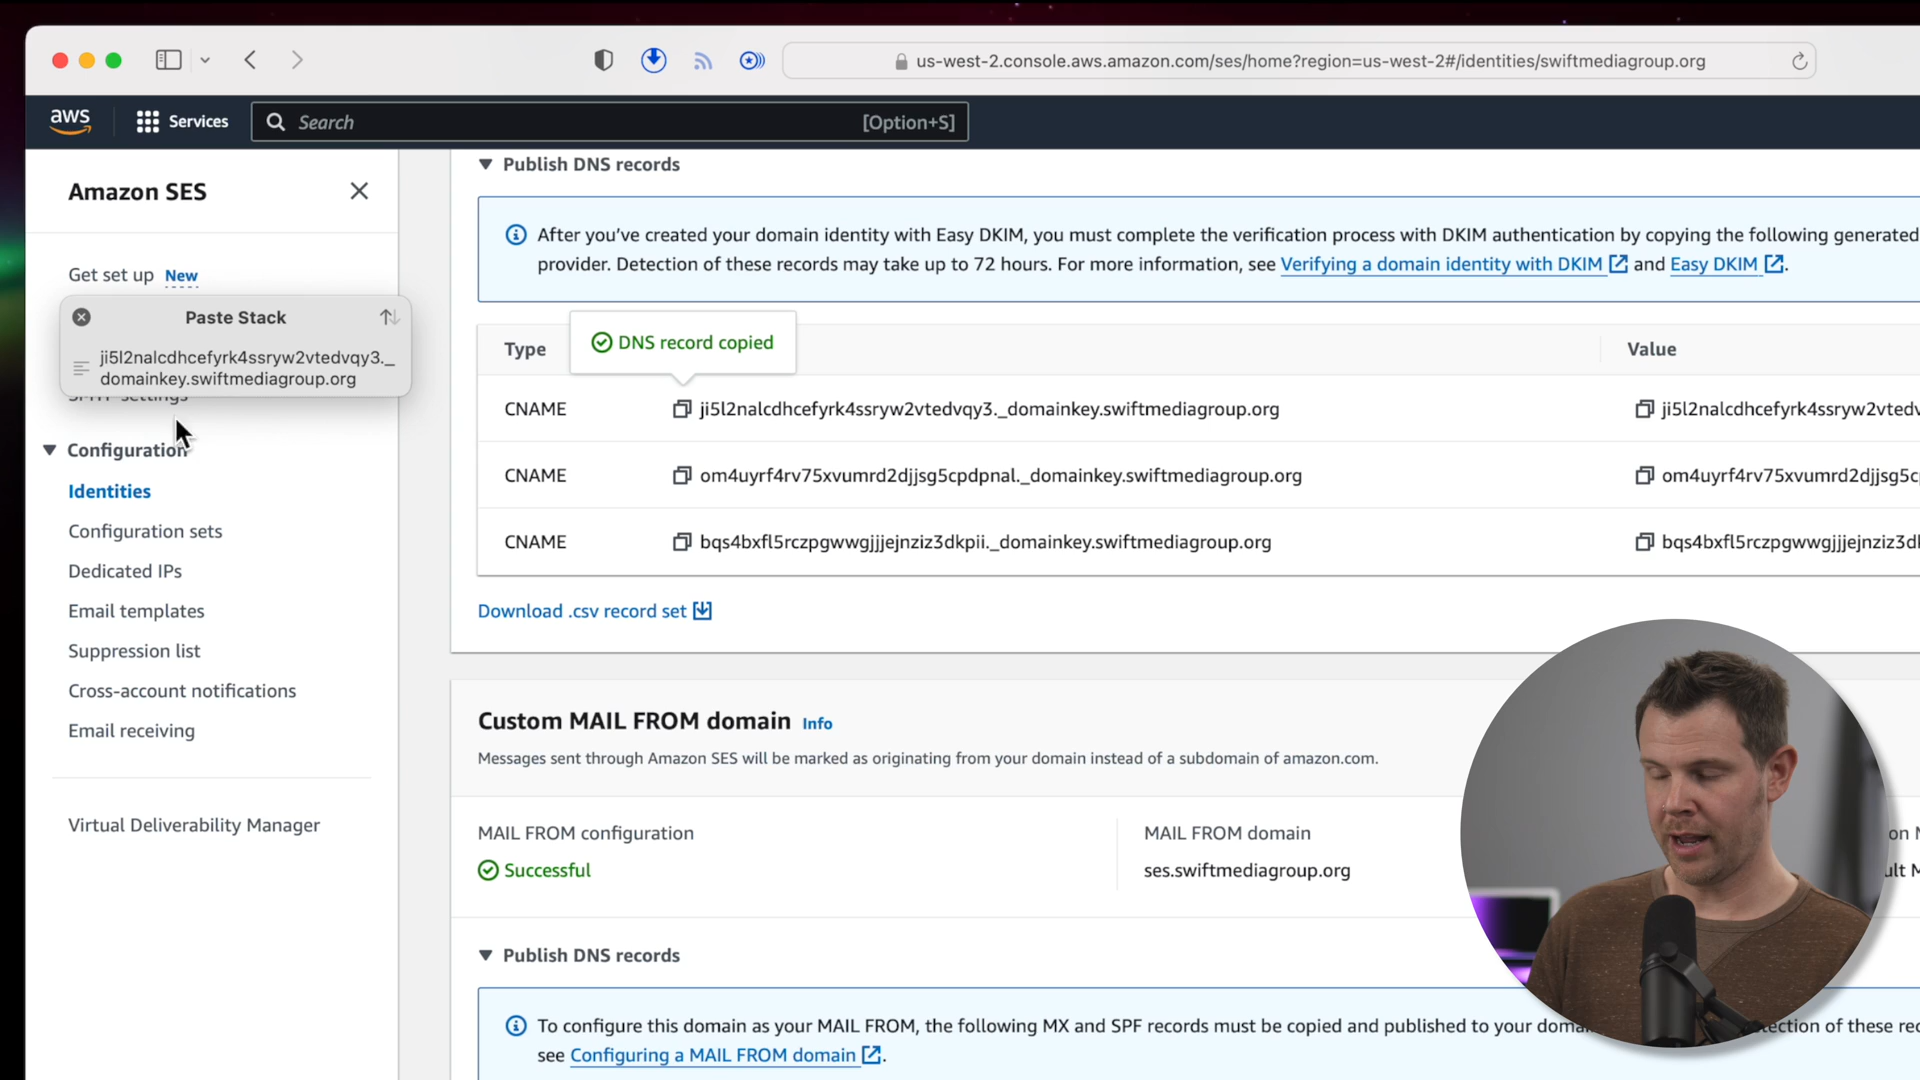 us-west-2.console.aws.amazon.com/ses/home?region=us-west-2#/identities/swiftmediagroup.org
aws
Services
Search
[Option+S]
Amazon SES
Get set up New
Paste Stack
ji5l2nalcdhcefyrk4ssryw2vtedvqy3._
domainkey.swiftmediagroup.org
SMTP settings
Configuration
Identities
Configuration sets
Dedicated IPs
Email templates
Suppression list
Cross-account notifications
Email receiving
Virtual Deliverability Manager
Publish DNS records
After you've created your domain identity with Easy DKIM, you must complete the verification process with DKIM authentication by copying the following generated
provider. Detection of these records may take up to 72 hours. For more information, see Verifying a domain identity with DKIM and Easy DKIM.
DNS record copied
Type
Value
CNAME ji5l2nalcdhcefyrk4ssryw2vtedvqy3._domainkey.swiftmediagroup.org ji5l2nalcdhcefyrk4ssryw2vtedv
CNAME om4uyrf4rv75xvumrd2djjsg5cpdpnal._domainkey.swiftmediagroup.org om4uyrf4rv75xvumrd2djjsg5c
CNAME bqs4bxfl5rczpgwwgjjjejnziz3dkpii._domainkey.swiftmediagroup.org bqs4bxfl5rczpgwwgjjjejnziz3d
Download .csv record set
Custom MAIL FROM domain Info
Messages sent through Amazon SES will be marked as originating from your domain instead of a subdomain of amazon.com.
MAIL FROM configuration
Successful
MAIL FROM domain
ses.swiftmediagroup.org
Publish DNS records
To configure this domain as your MAIL FROM, the following MX and SPF records must be copied and published to your doma ection of these rec
see Configuring a MAIL FROM domain.